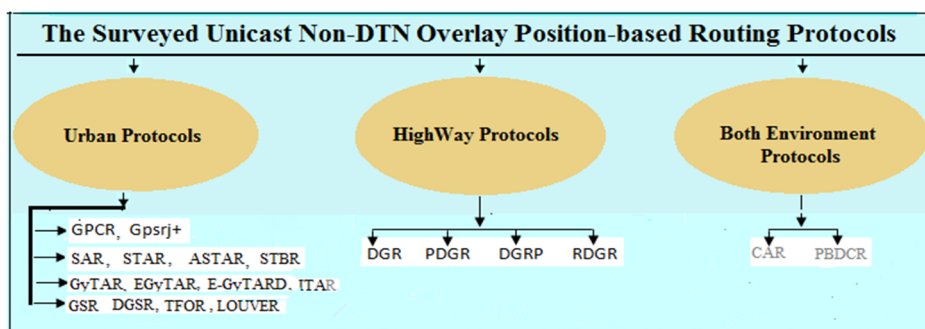 The Surveyed Unicast Non-DTN Overlay Position-based Routing Protocols
Urban Protocols
HighWay Protocols
Both Environment
Protocols
GPCR, Gpsrj+
SAR, STAR, ASTAR, STBR
GyTAR, EGyTAR, E-GyTARD, ITAR
GSR DGSR, TFOR, LOUVER
DGR PDGR DGRP RDGR
CAR PBDCR